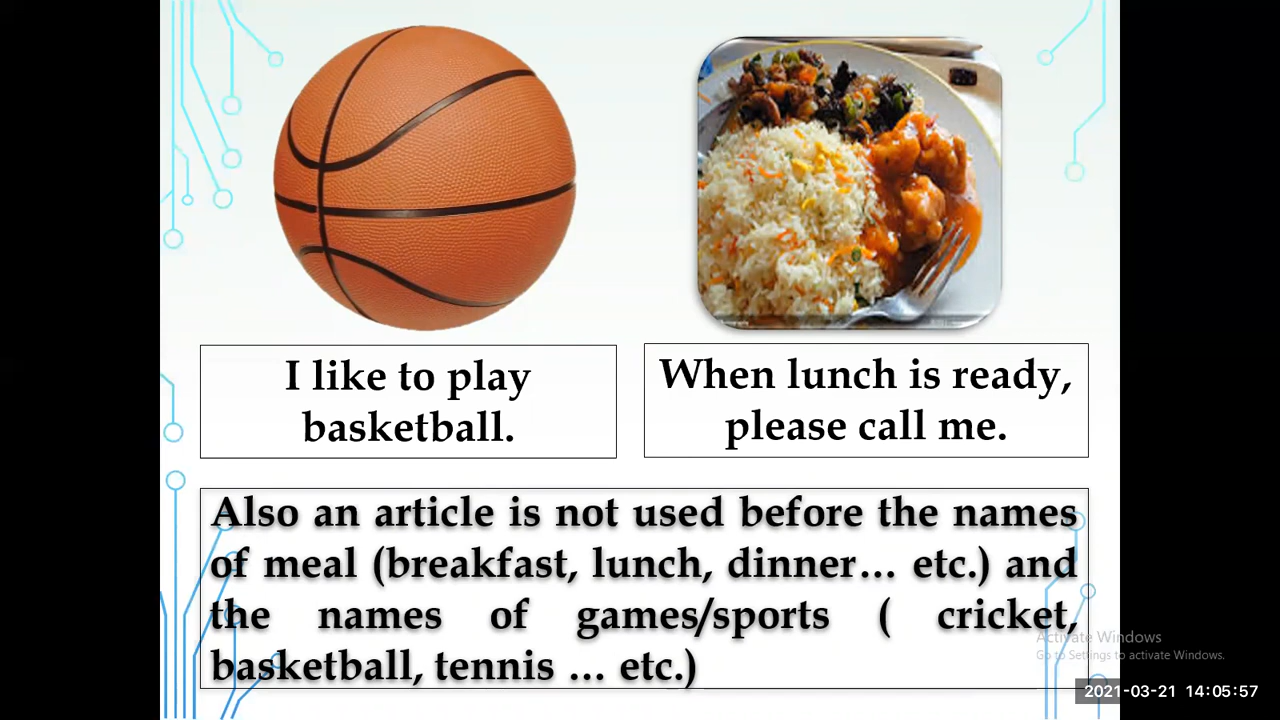 I like to play
basketball.
When lunch is ready,
please call me.
Also an article is not used before the names
of meal (breakfast, lunch, dinner… etc.) and
the names of games/sports ( cricket,
basketball, tennis … etc.)
Activate Windows
Go to Settings to activate Windows.
2021-03-21 14:05:57